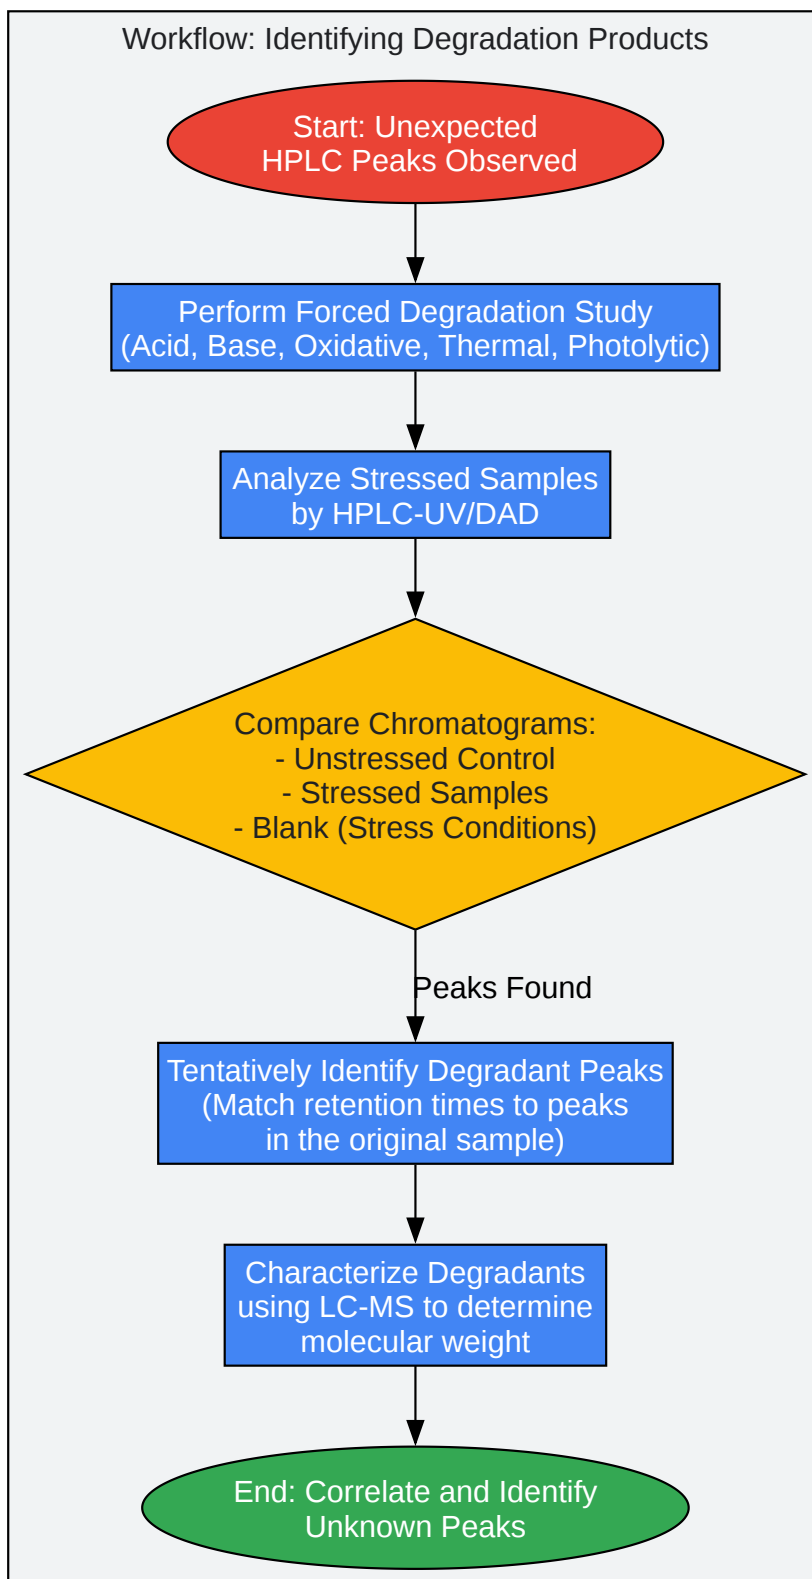 Workflow: Identifying Degradation Products
Start: Unexpected
HPLC Peaks Observed
Perform Forced Degradation Study
(Acid, Base, Oxidative, Thermal, Photolytic)
Analyze Stressed Samples
by HPLC-UV/DAD
Compare Chromatograms:
- Unstressed Control
- Stressed Samples
- Blank (Stress Conditions)
Peaks Found
Tentatively Identify Degradant Peaks
(Match retention times to peaks
in the original sample)
Characterize Degradants
using LC-MS to determine
molecular weight
End: Correlate and Identify
Unknown Peaks